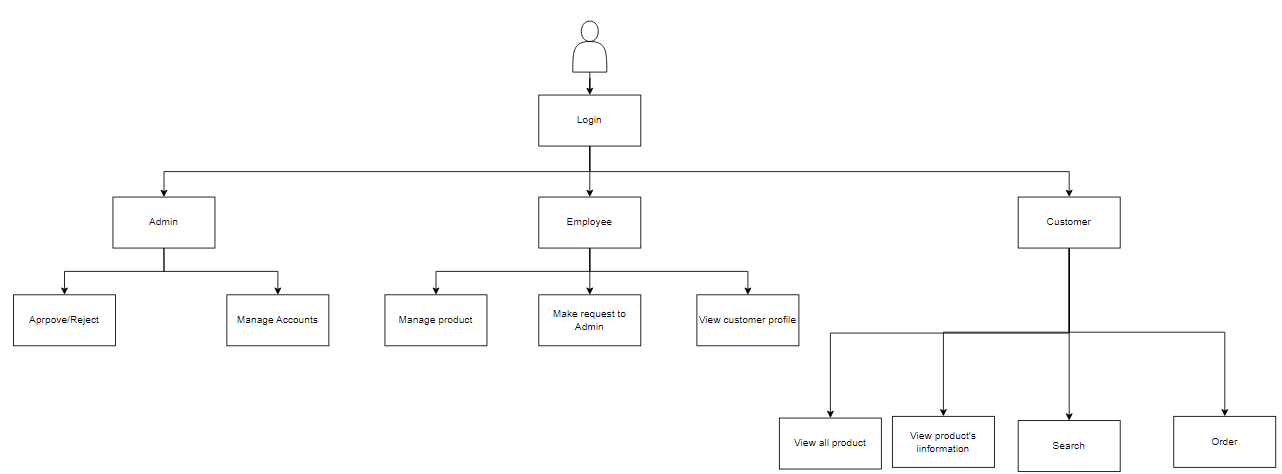 Login
Admin
Employee
Customer
Aprpove/Reject
Manage Accounts
Manage product
Make request to
Admin
View customer profile
View all product
View product's
iinformation
Search
Order